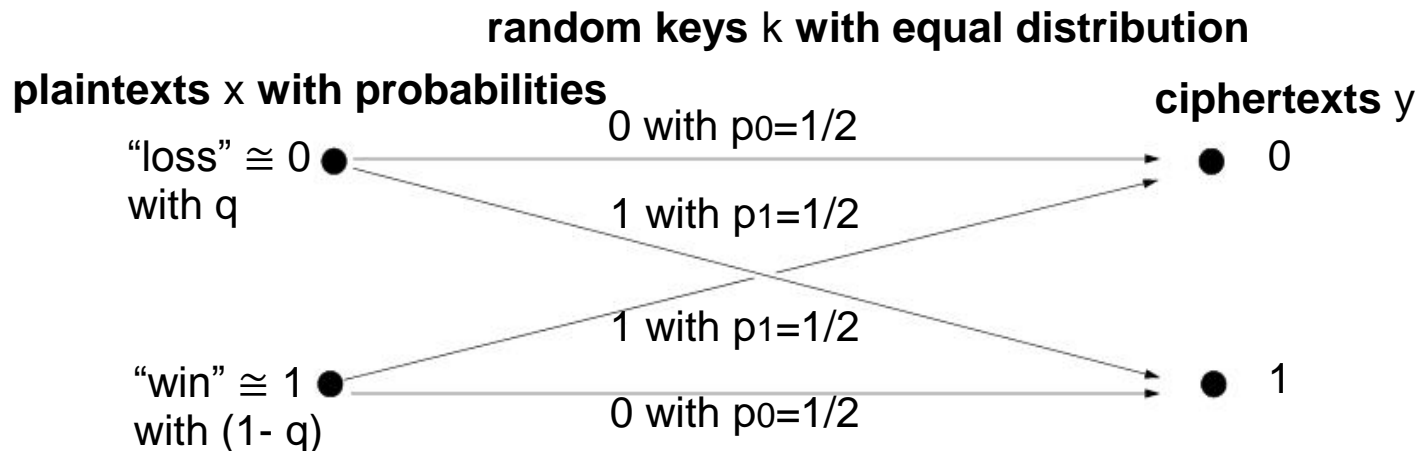 random keys k with equal distribution
plaintexts x with probabilities
ciphertexts y
0 with p0=1/2
“loss” ≅ 0
0
with q
1 with p1=1/2
1 with p1=1/2
“win” ≅ 1
1
with (1- q)
0 with p0=1/2